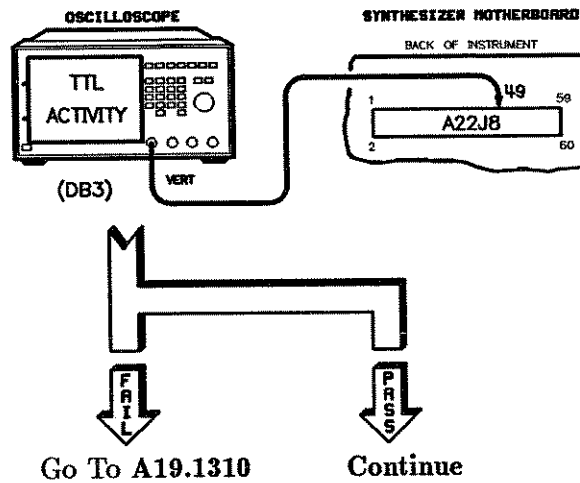 OSCILLOSCOPE
SYNTHESIZER MOTHERBOARD
BACK OF INSTRUMENT
TTL
ACTIVITY
49
1
59
A22J8
2
60
(DB3)
VERT
FAIL
PASS
Go To A19.1310
Continue